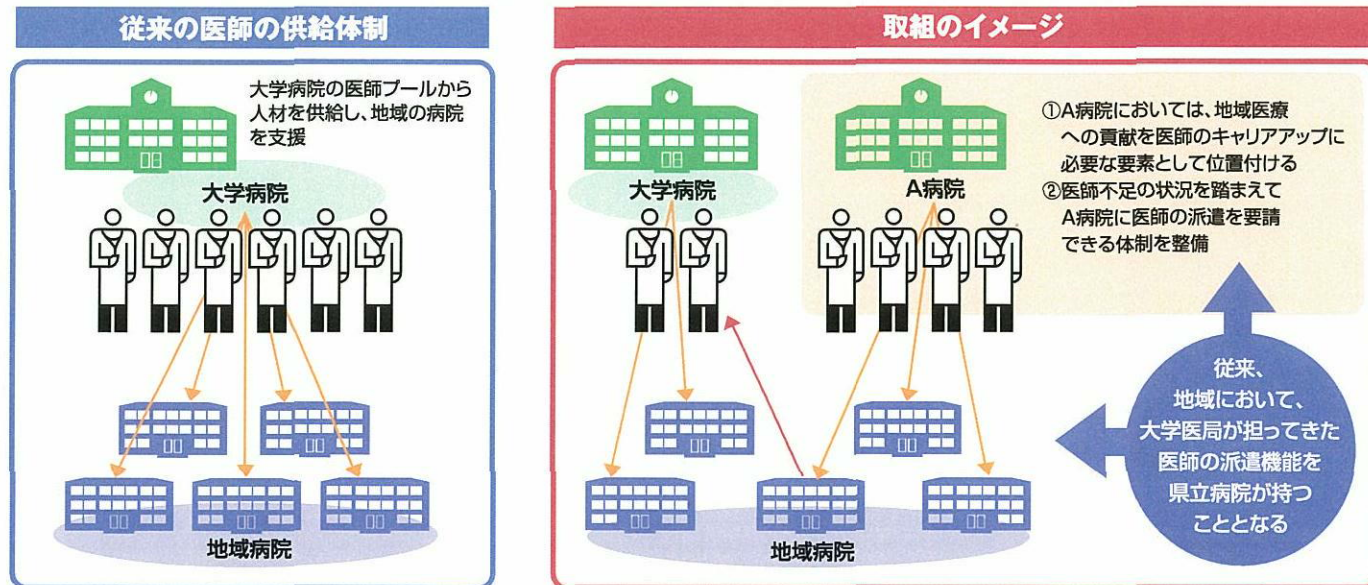 従来の医師の供給体制
大学病院の医師プールから
人材を供給し、地域の病院
を支援
大学病院
地域病院
取組のイメージ
大学病院
A病院
①A病院においては、地域医療
への貢献を医師のキャリアアップに
必要な要素として位置付ける
②医師不足の状況を踏まえて
A病院に医師の派遣を要請
できる体制を整備
従来、
地域において、
大学医局が担ってきた
医師の派遣機能を
県立病院が持つ
こととなる
地域病院